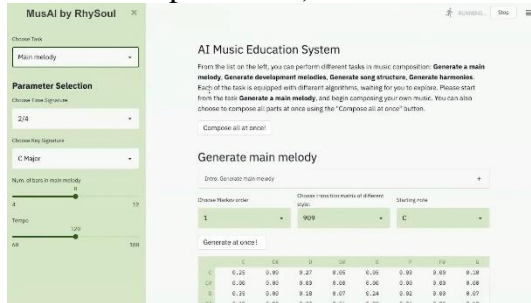 MusAI by RhySoul ×
Choose Task
Main melody
Parameter Selection
Choose Time Signature
2/4
Choose Key Signature
C Major
Num. of bars in main melody
8
4 12
Tempo
120
60 180
RUNNING... Stop
AI Music Education System
From the list on the left, you can perform different tasks in music composition: Generate a main
melody, Generate development melodies, Generate song structure, Generate harmonies.
Each of the task is equipped with different algorithms, waiting for you to explore. Please start
from the task Generate a main melody, and begin composing your own music. You can also
choose to compose all parts at once using the "Compose all at once" button.
Compose all at once!
Generate main melody
Intro: Generate main melody +
Choose Markov order
Choose transition matrix of different
style:
Starting note
1 909 C
Generate at once!
C C# D D# E F F# G
C 0.25 0.00 0.27 0.05 0.05 0.03 0.00 0.10
C# 0.00 0.00 0.00 0.00 0.00 0.00 0.00 0.00
D 0.35 0.00 0.18 0.07 0.24 0.02 0.00 0.07